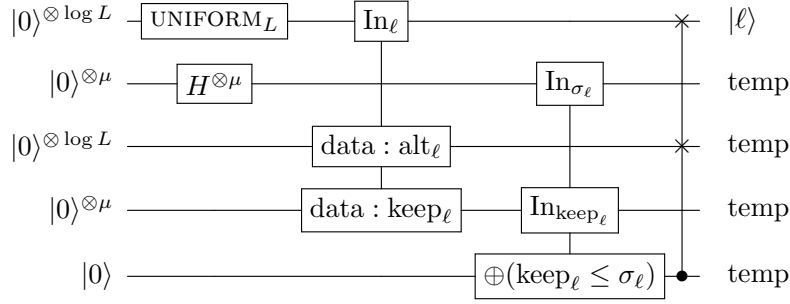 |0⟩^{⊗ log L} UNIFORM_L In_ℓ |ℓ⟩
|0⟩^{⊗μ} H^{⊗μ} In_{σ_ℓ} temp
|0⟩^{⊗ log L} data : alt_ℓ temp
|0⟩^{⊗μ} data : keep_ℓ In_{keep_ℓ} temp
|0⟩ ⊕(keep_ℓ ≤ σ_ℓ) temp